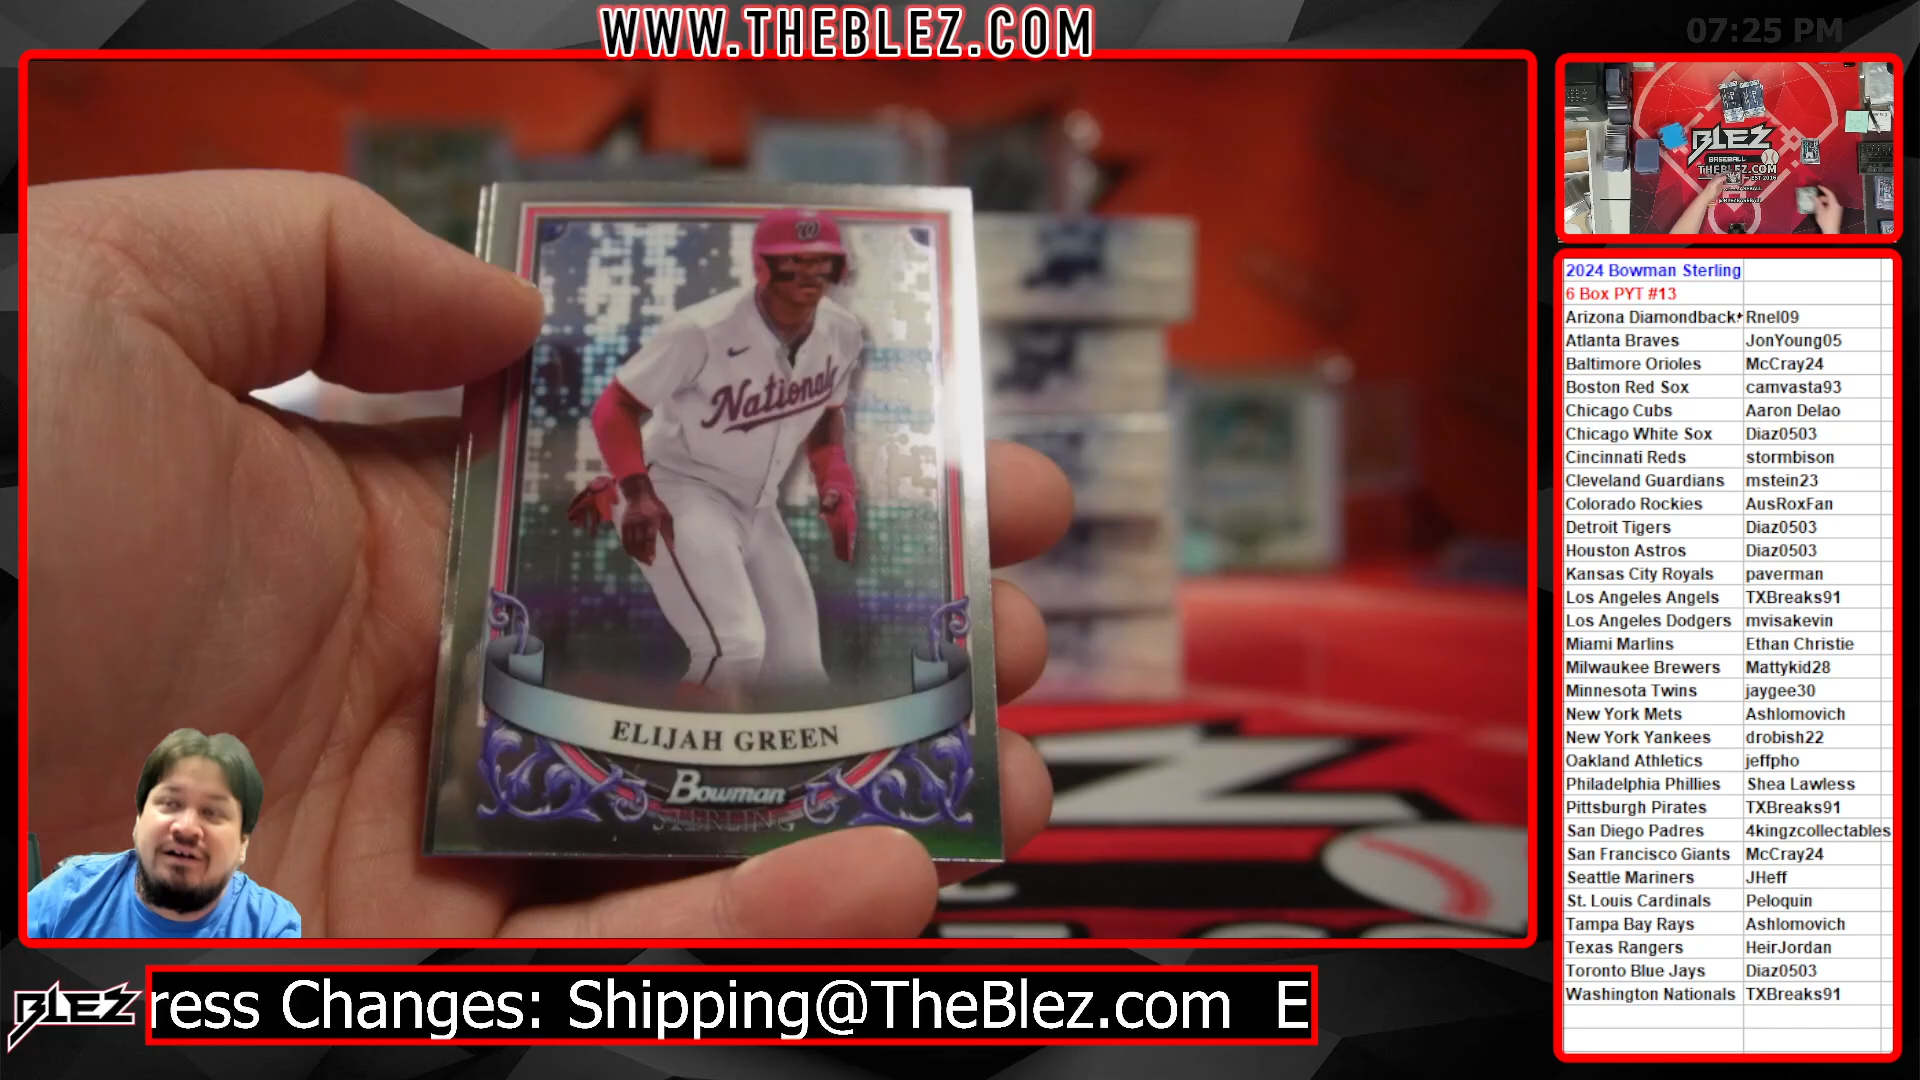 WWW.THEBLEZ.COM
07:25 PM
W
Nationals
ELIJAH GREEN
Bowman
STERLING
BLEZ
BASEBALL
THEBLEZ.COM
2024 Bowman Sterling
6 Box PYT #13
Arizona Diamondback Rnel09
Atlanta Braves JonYoung05
Baltimore Orioles McCray24
Boston Red Sox camvasta93
Chicago Cubs Aaron Delao
Chicago White Sox Diaz0503
Cincinnati Reds stormbison
Cleveland Guardians mstein23
Colorado Rockies AusRoxFan
Detroit Tigers Diaz0503
Houston Astros Diaz0503
Kansas City Royals paverman
Los Angeles Angels TXBreaks91
Los Angeles Dodgers mvisakevin
Miami Marlins Ethan Christie
Milwaukee Brewers Mattykid28
Minnesota Twins jaygee30
New York Mets Ashlomovich
New York Yankees drobish22
Oakland Athletics jeffpho
Philadelphia Phillies Shea Lawless
Pittsburgh Pirates TXBreaks91
San Diego Padres 4kingzcollectables
San Francisco Giants McCray24
Seattle Mariners JHeff
St. Louis Cardinals Peloquin
Tampa Bay Rays Ashlomovich
Texas Rangers HeirJordan
Toronto Blue Jays Diaz0503
Washington Nationals TXBreaks91
BLEZ
ress Changes: Shipping@TheBlez.com E